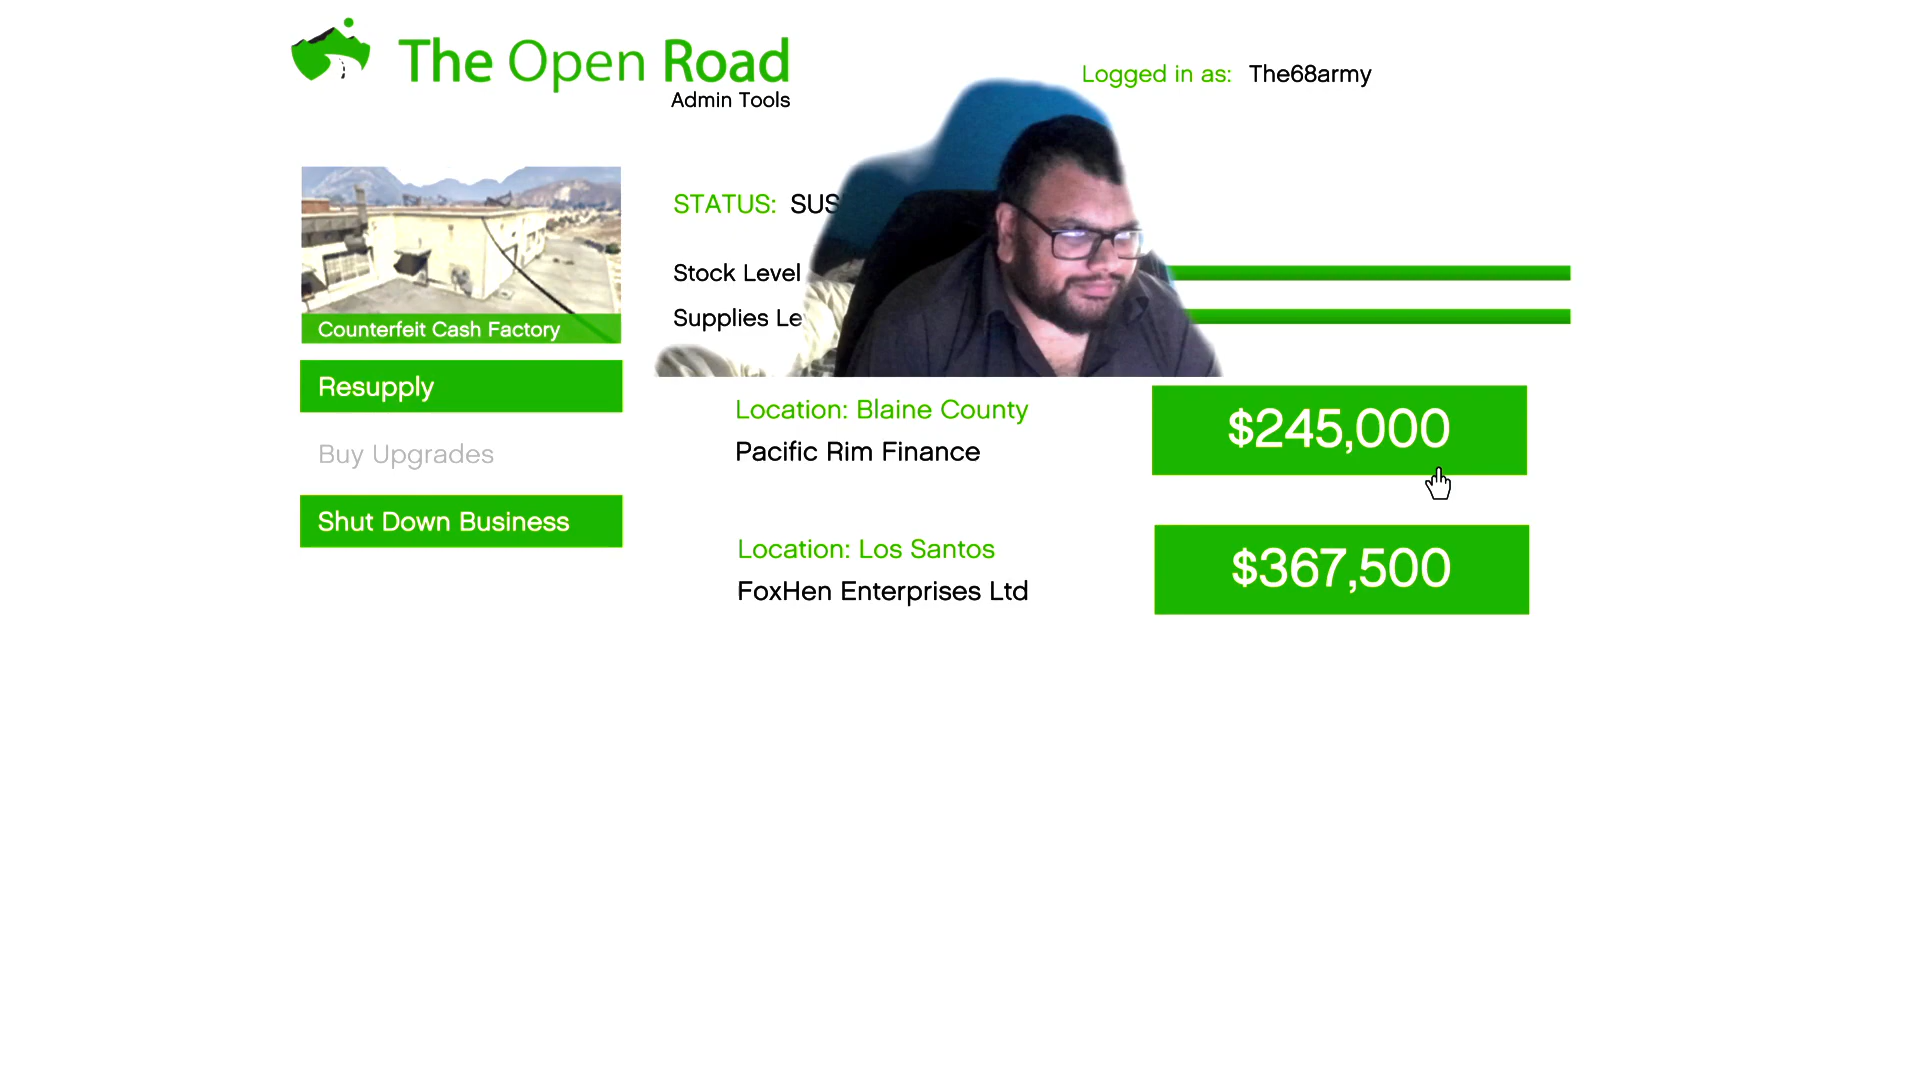 The Open Road
Admin Tools
Logged in as: The68army
STATUS:
Stock Level
Supplies
Counterfeit Cash Factory
Resupply
Buy Upgrades
Shut Down Business
Location: Blaine County
Pacific Rim Finance
$245,000
Location: Los Santos
FoxHen Enterprises Ltd
$367,500